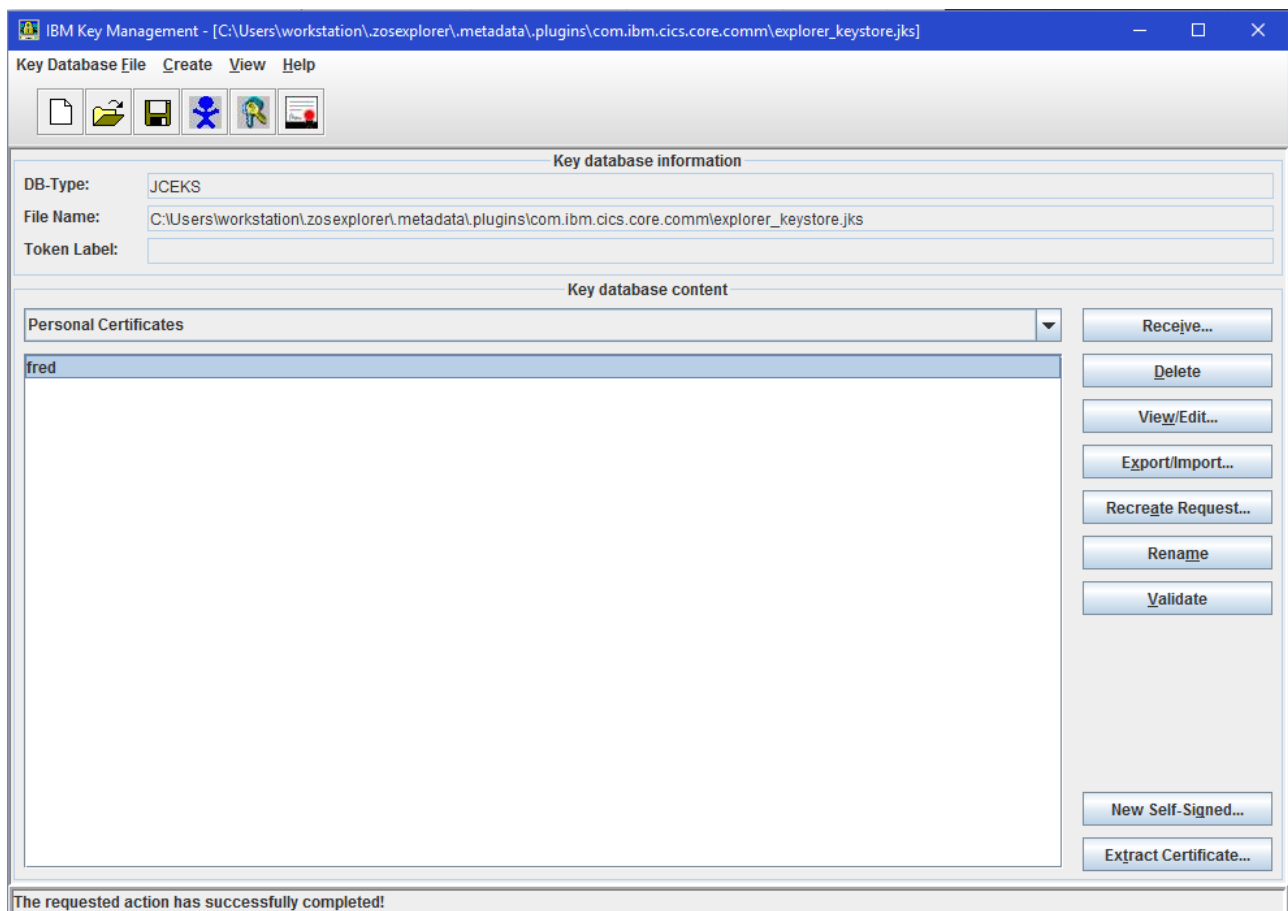 IBM Key Management - [C:\Users\workstation\.zosexplorer\.metadata\.plugins\com.ibm.cics.core.comm\explorer_keystore.jks]
Key Database File Create View Help
Key database information
DB-Type: JCEKS
File Name: C:\Users\workstation\.zosexplorer\.metadata\.plugins\com.ibm.cics.core.comm\explorer_keystore.jks
Token Label:
Key database content
Personal Certificates
fred
Receive...
Delete
View/Edit...
Export/Import...
Recreate Request...
Rename
Validate
New Self-Signed...
Extract Certificate...
The requested action has successfully completed!